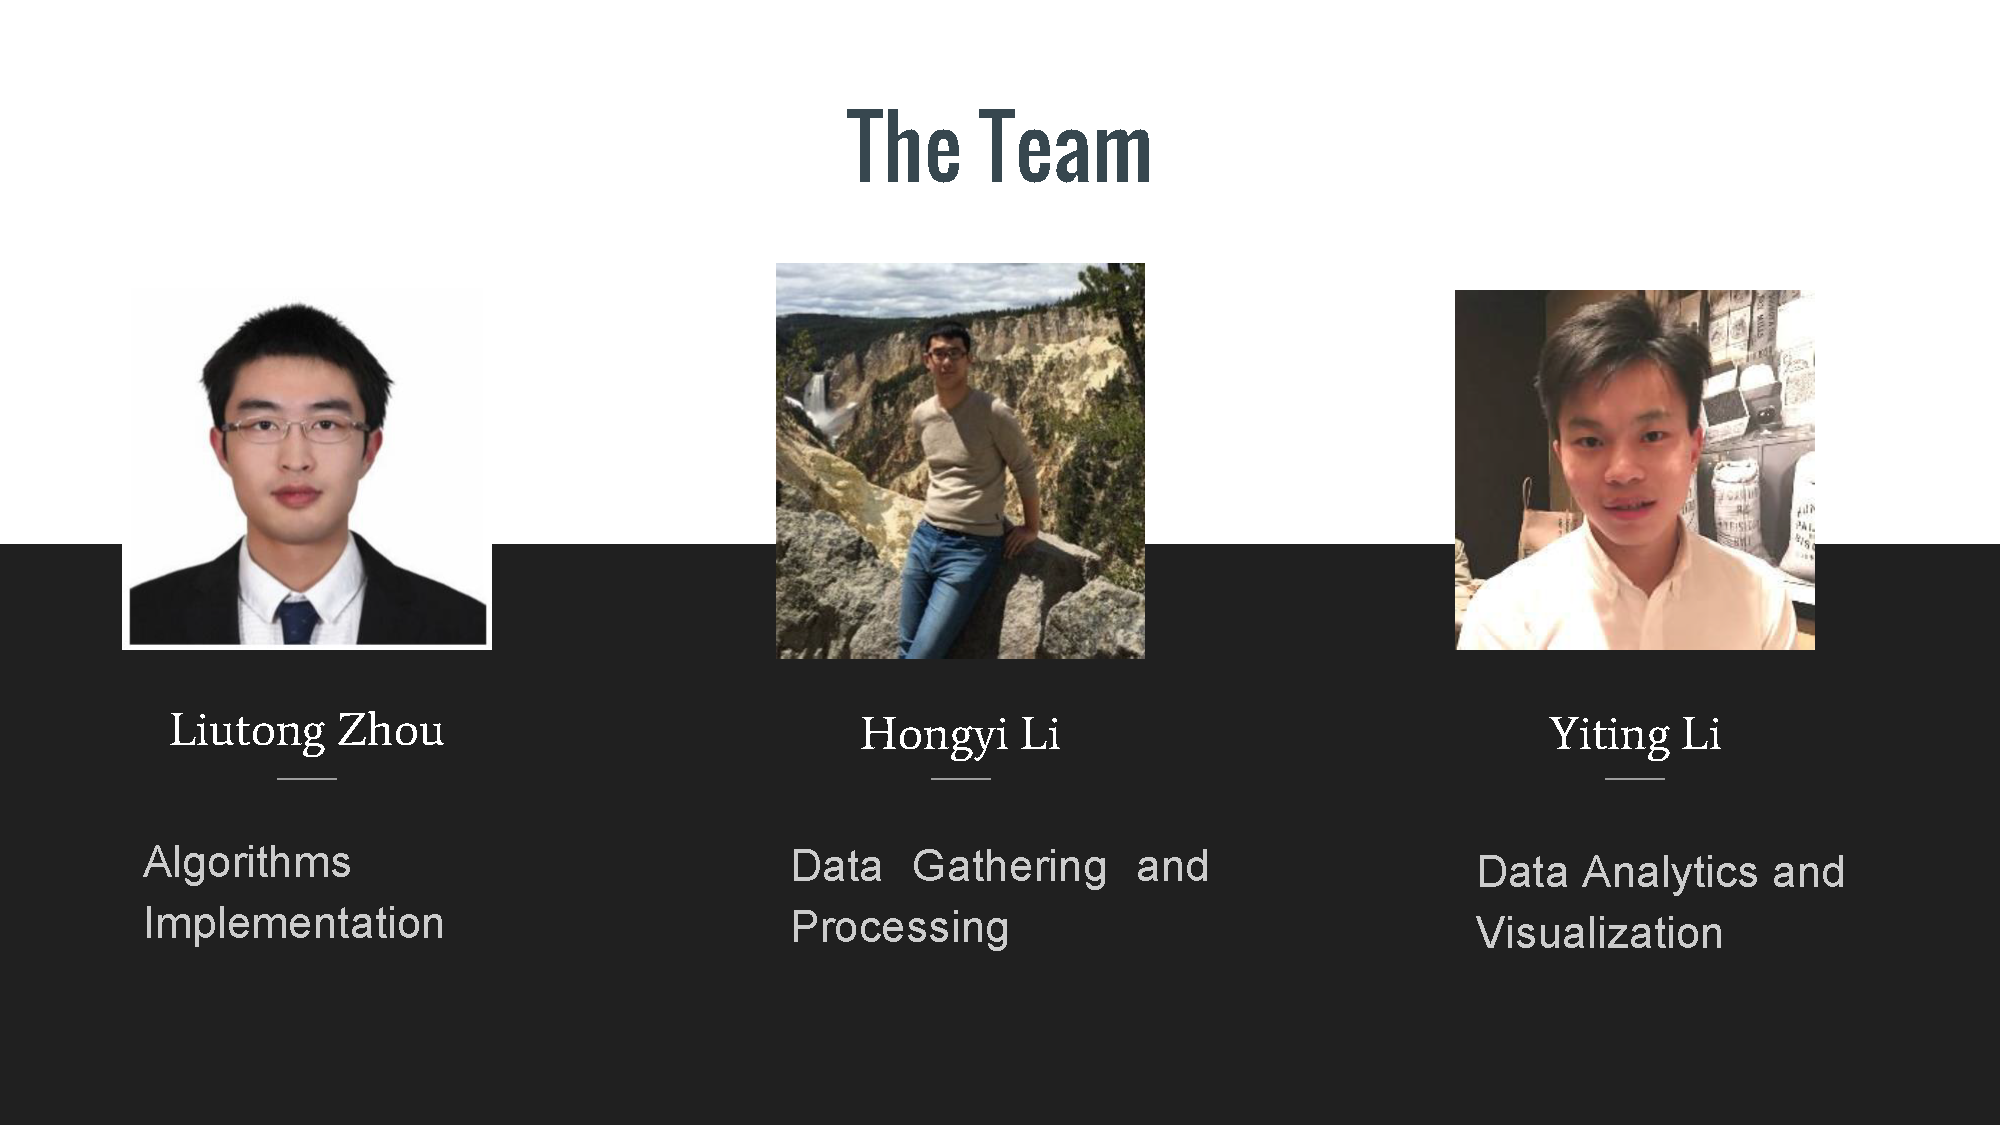 The Team
Liutong Zhou
Hongyi Li
Yiting Li
Algorithms
Implementation
Data Gathering and
Processing
Data Analytics and
Visualization